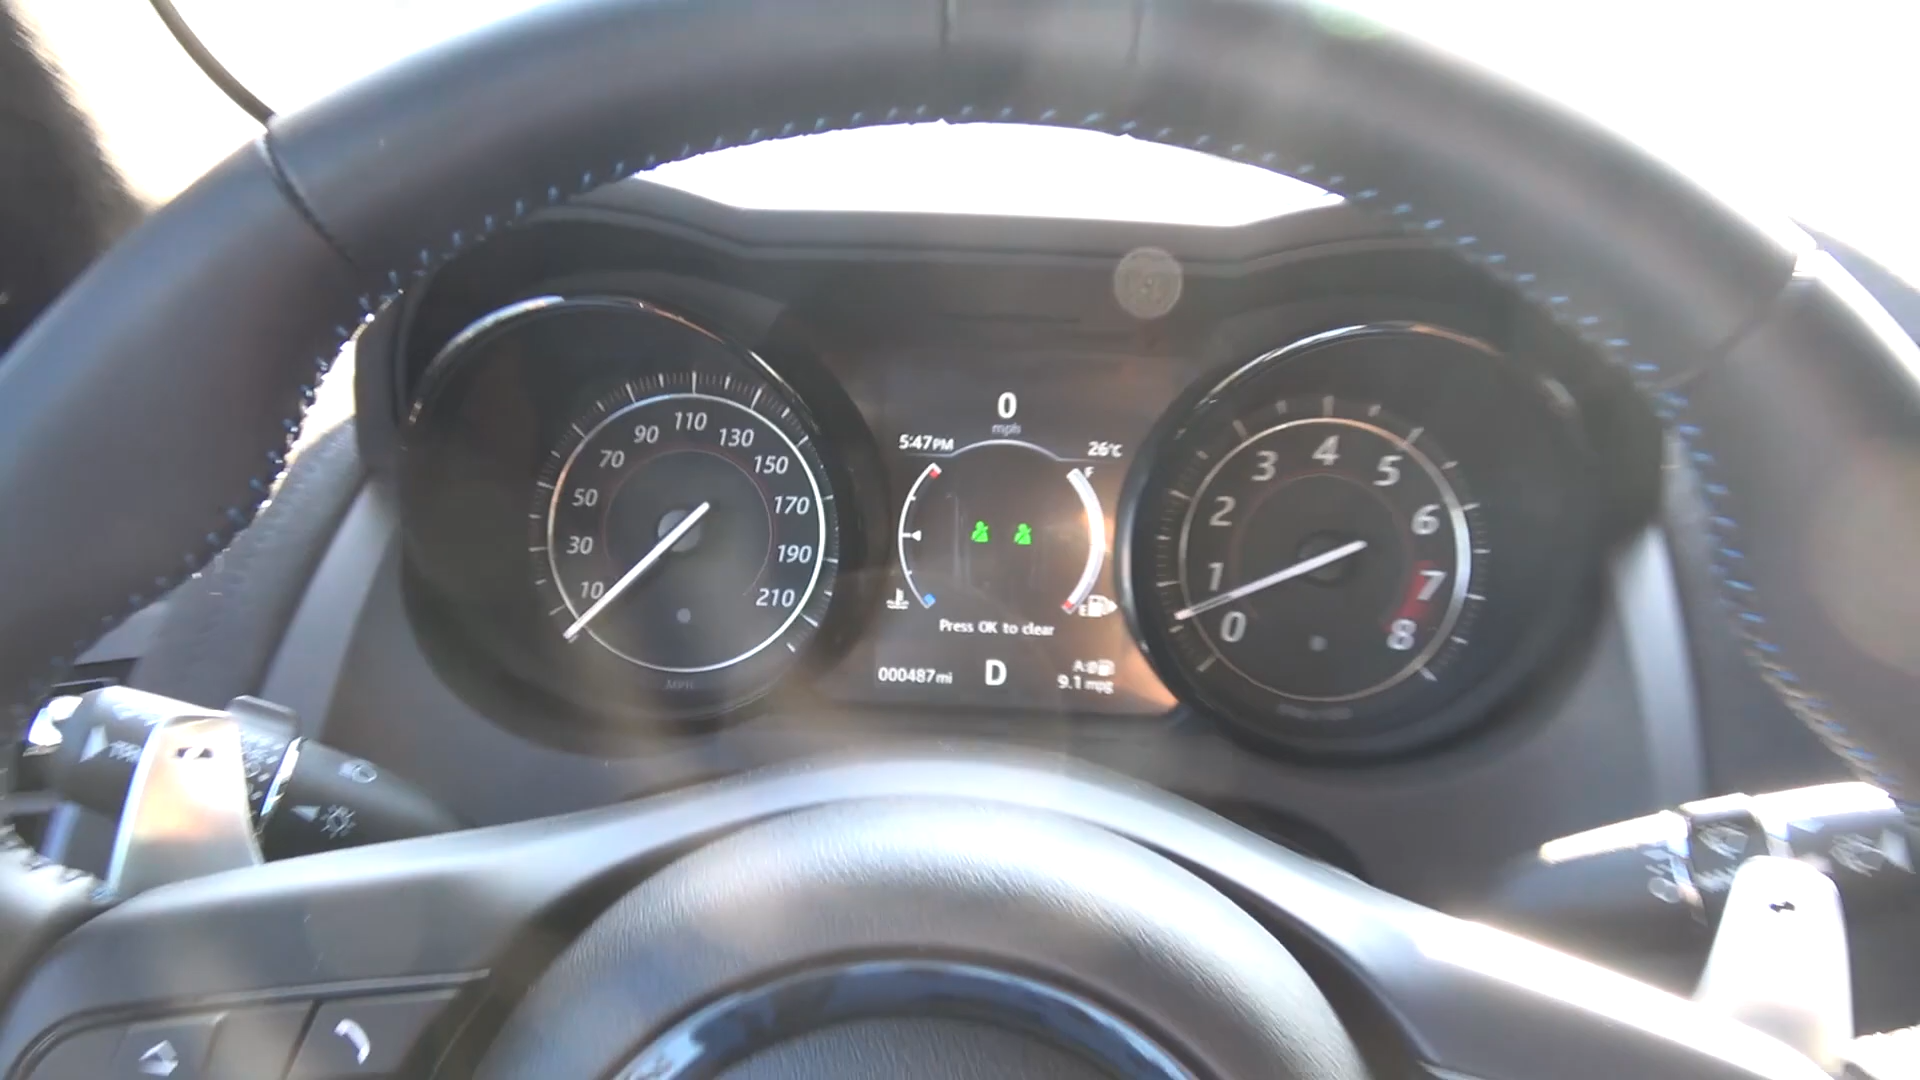 0
mph
5:47PM 26°C
F
E
Press OK to clear
000487mi D 9.1 mpg
10 30 50 70 90 110 130 150 170 190 210
MPH
0 1 2 3 4 5 6 7 8